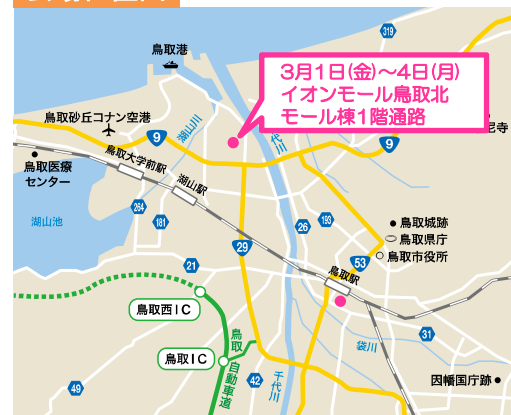 鳥取港
319
3月1日(金)～4日(月)
イオンモール鳥取北
モール棟1階通路
鳥取砂丘コナン空港
湖山川
9
千代川
9
尼寺
鳥取大学前駅
鳥取医療
センター
湖山駅
湖山池
264
181
26
193
鳥取城跡
鳥取県庁
鳥取市役所
29
53
21
鳥取駅
鳥取西IC
鳥取IC
鳥取自動車道
袋川
31
千代川
42
49
因幡国庁跡